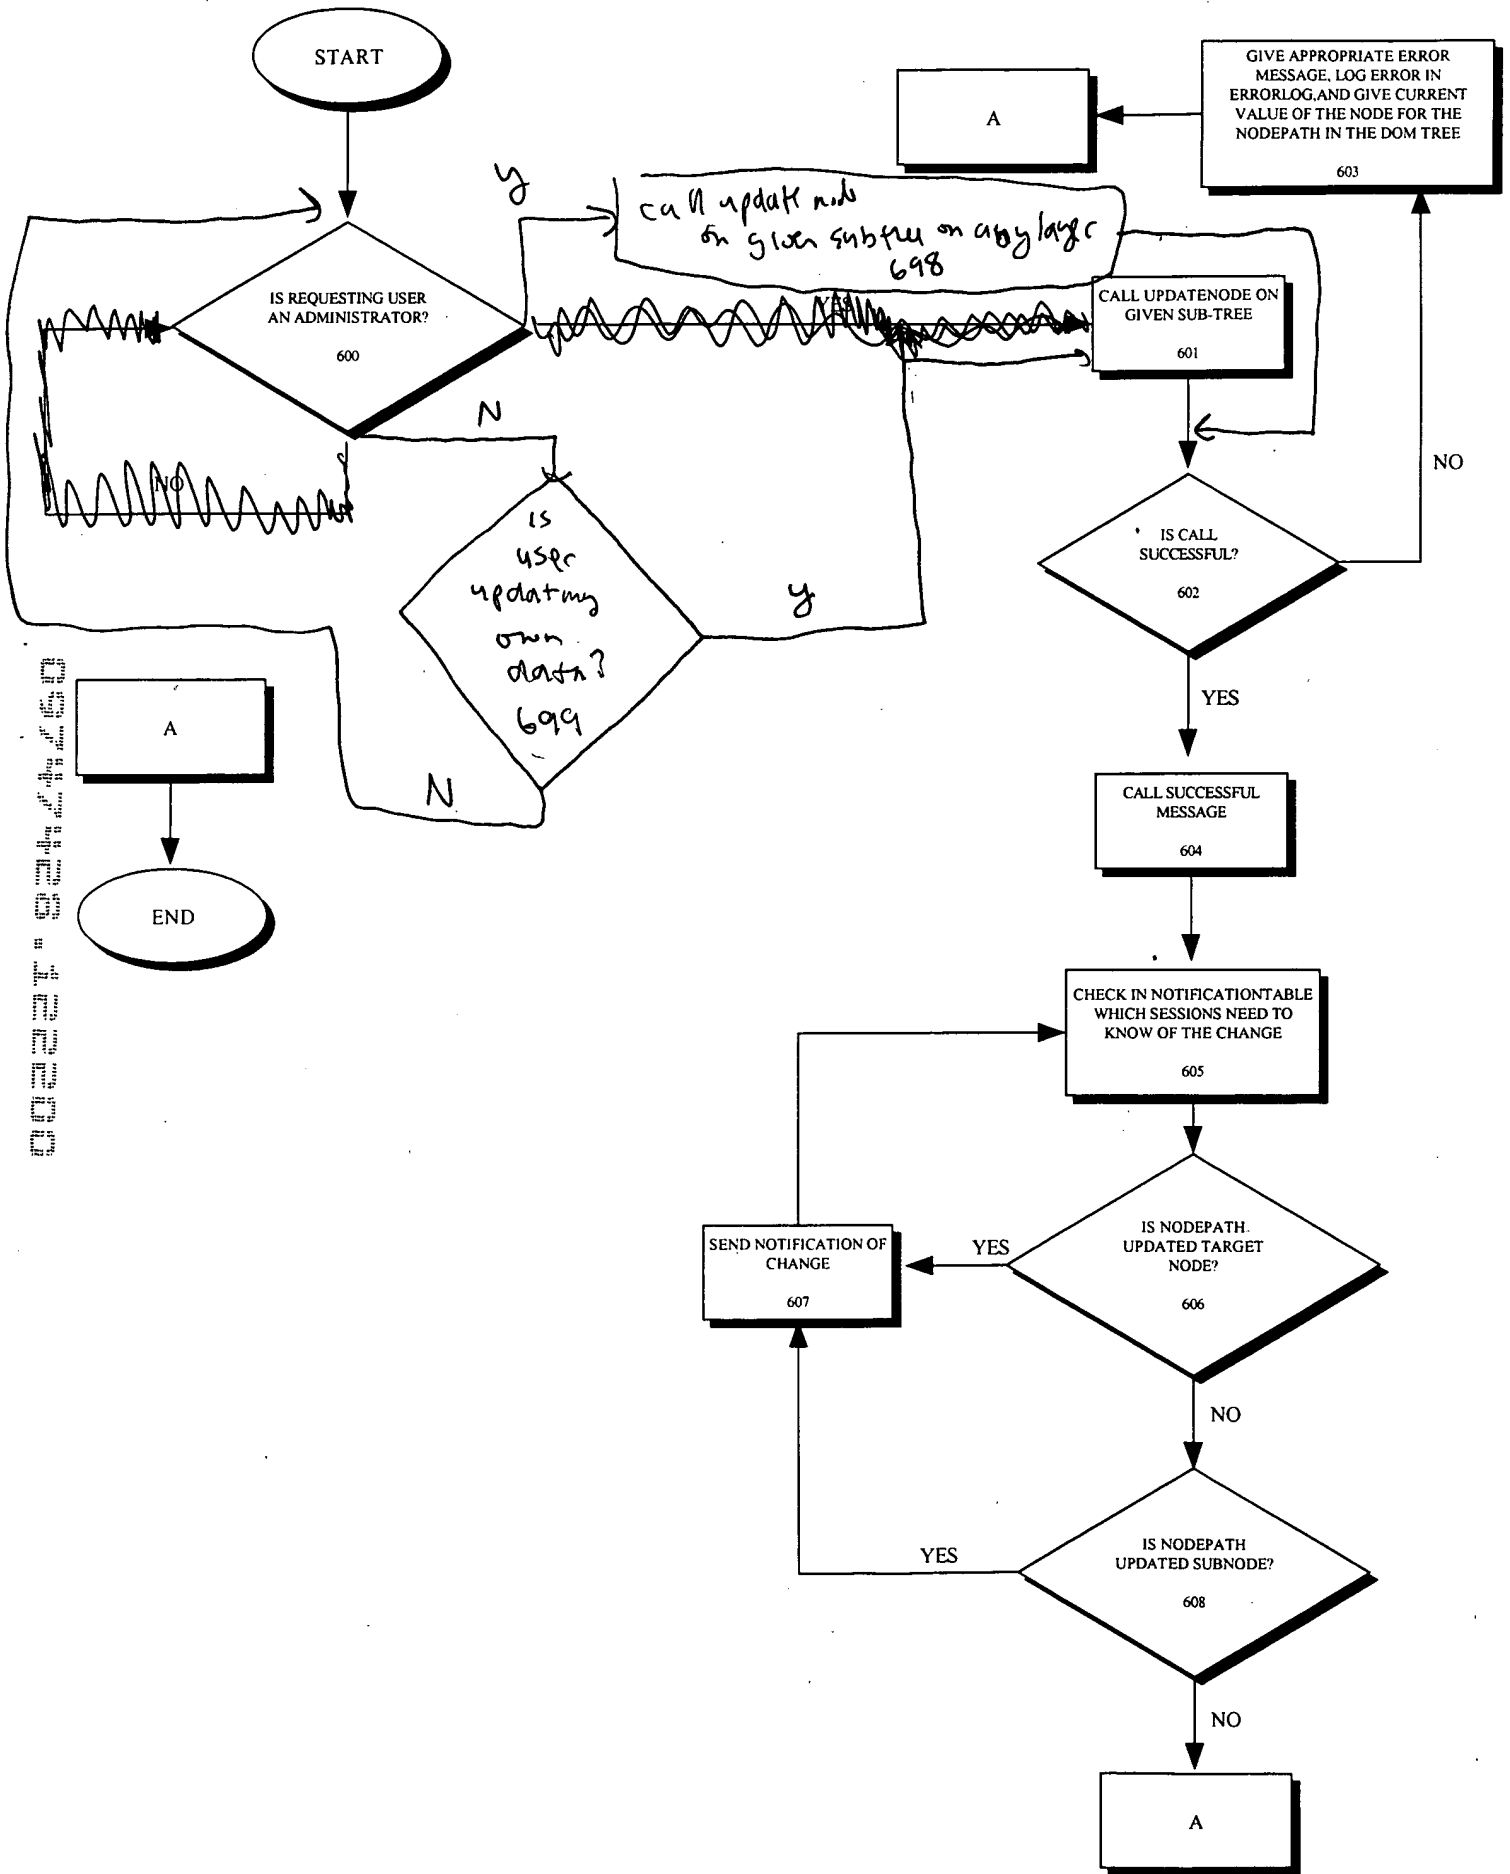 START
GIVE APPROPRIATE ERROR
MESSAGE, LOG ERROR IN
ERRORLOG,AND GIVE CURRENT
VALUE OF THE NODE FOR THE
NODEPATH IN THE DOM TREE
603
A
y
call update node
on given subtree on any layer
698
IS REQUESTING USER
AN ADMINISTRATOR?
600
YES
CALL UPDATENODE ON
GIVEN SUB-TREE
601
N
NO
NO
is
user
updating
own
data?
699
y
N
IS CALL
SUCCESSFUL?
602
YES
A
END
09747426.122200
CALL SUCCESSFUL
MESSAGE
604
CHECK IN NOTIFICATIONTABLE
WHICH SESSIONS NEED TO
KNOW OF THE CHANGE
605
SEND NOTIFICATION OF
CHANGE
607
YES
IS NODEPATH
UPDATED TARGET
NODE?
606
NO
YES
IS NODEPATH
UPDATED SUBNODE?
608
NO
A